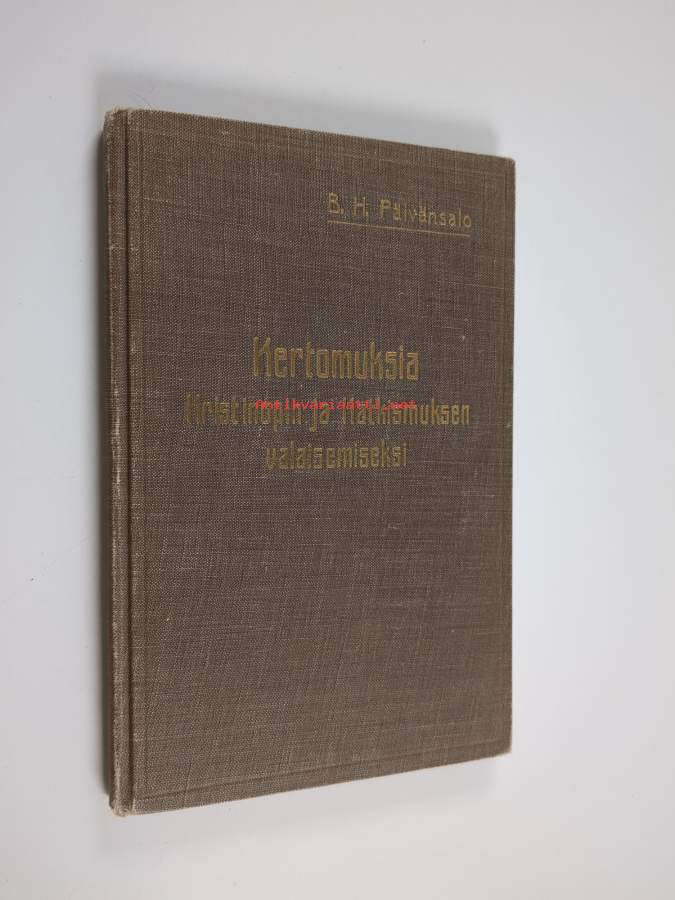 B. H. Päivänsalo
Kertomuksia
Kristinopin ja Katkismuksen
antikvariaatti.net
valaisemiseksi